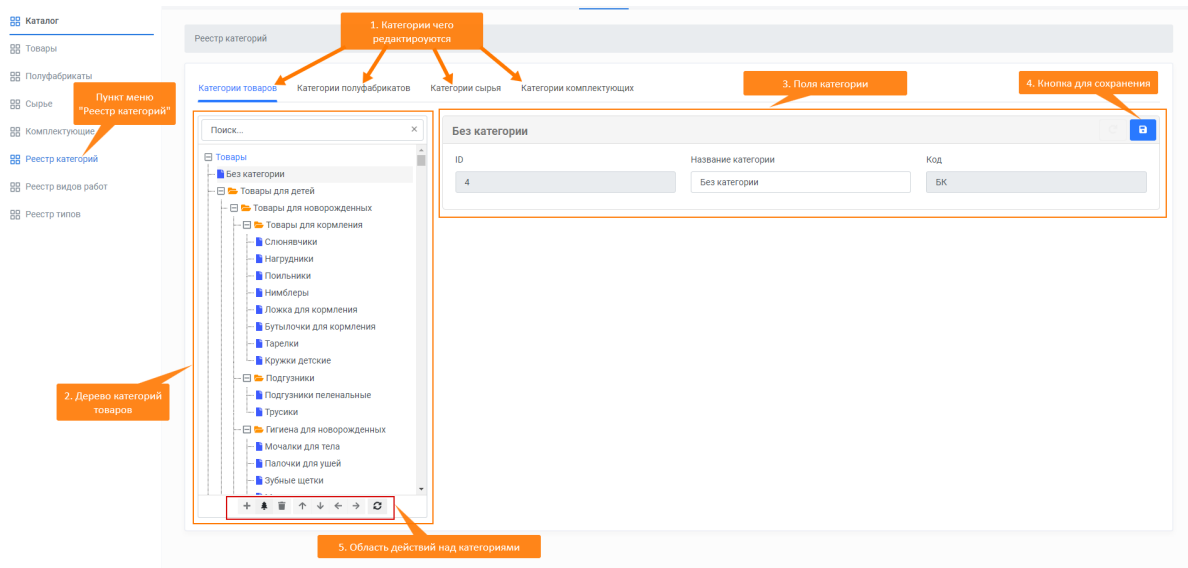 Каталог
Товары
Полуфабрикаты
Сырье
Комплектующие
Реестр категорий
Реестр видов работ
Реестр типов
Пункт меню
"Реестр категорий"
1. Категории чего
редактироуются
Реестр категорий
Категории товаров
Категории полуфабрикатов
Категории сырья
Категории комплектующих
3. Поля категории
4. Кнопка для сохранения
Поиск...
Товары
Без категории
Товары для детей
Товары для новорожденных
Товары для кормления
Слюнявчики
Нагрудники
Поильники
Нимблеры
Ложка для кормления
Бутылочки для кормления
Тарелки
Кружки детские
Подгузники
Подгузники пеленальные
Трусики
Гигиена для новорожденных
Мочалки для тела
Палочки для ушей
Зубные щетки
Без категории
ID
Название категории
Код
4
Без категории
БК
2. Дерево категорий
товаров
5. Область действий над категориями